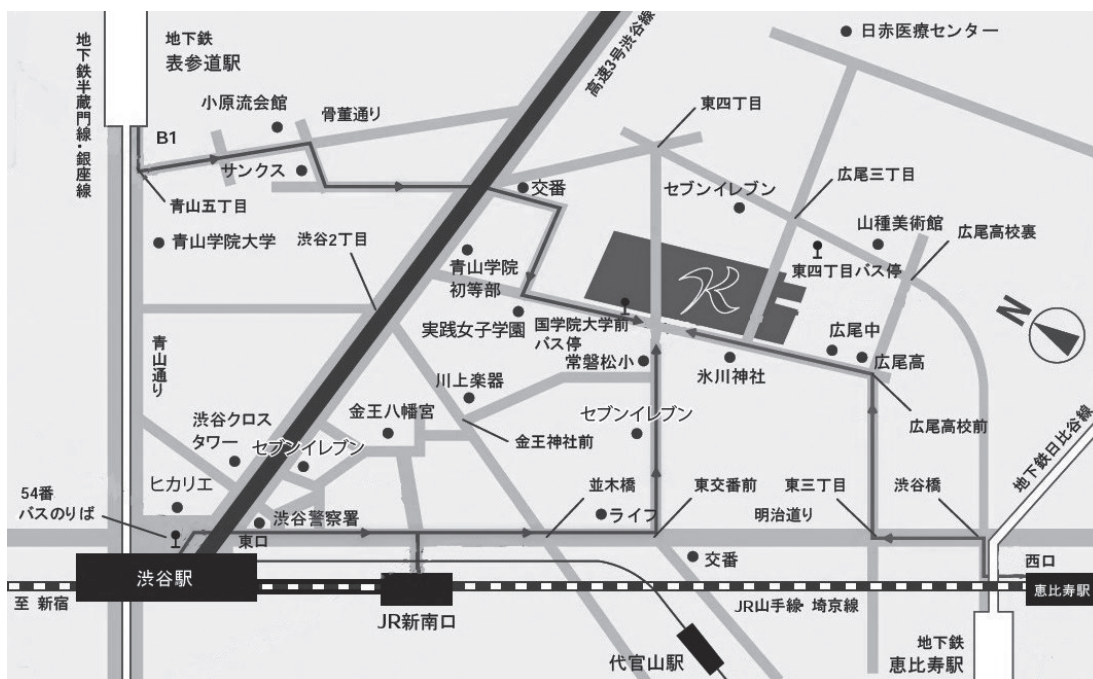 地下鉄半蔵門線・銀座線
地下鉄
表参道駅
B1
小原流会館
骨董通り
サンクス
青山五丁目
青山学院大学
渋谷2丁目
高速3号渋谷線
日赤医療センター
東四丁目
交番
セブンイレブン
広尾三丁目
山種美術館
広尾高校裏
東四丁目バス停
青山学院
初等部
実践女子学園
国学院大学前
バス停
常磐松小
氷川神社
広尾中
広尾高
広尾高校前
N
K
青山通り
川上楽器
金王八幡宮
金王神社前
渋谷クロス
タワー
セブンイレブン
セブンイレブン
ヒカリエ
54番
バスのりば
東口
渋谷警察署
並木橋
ライフ
東交番前
東三丁目
明治道り
渋谷橋
地下鉄日比谷線
交番
西口
渋谷駅
恵比寿駅
至 新宿
JR新南口
JR山手線・埼京線
代官山駅
地下鉄
恵比寿駅